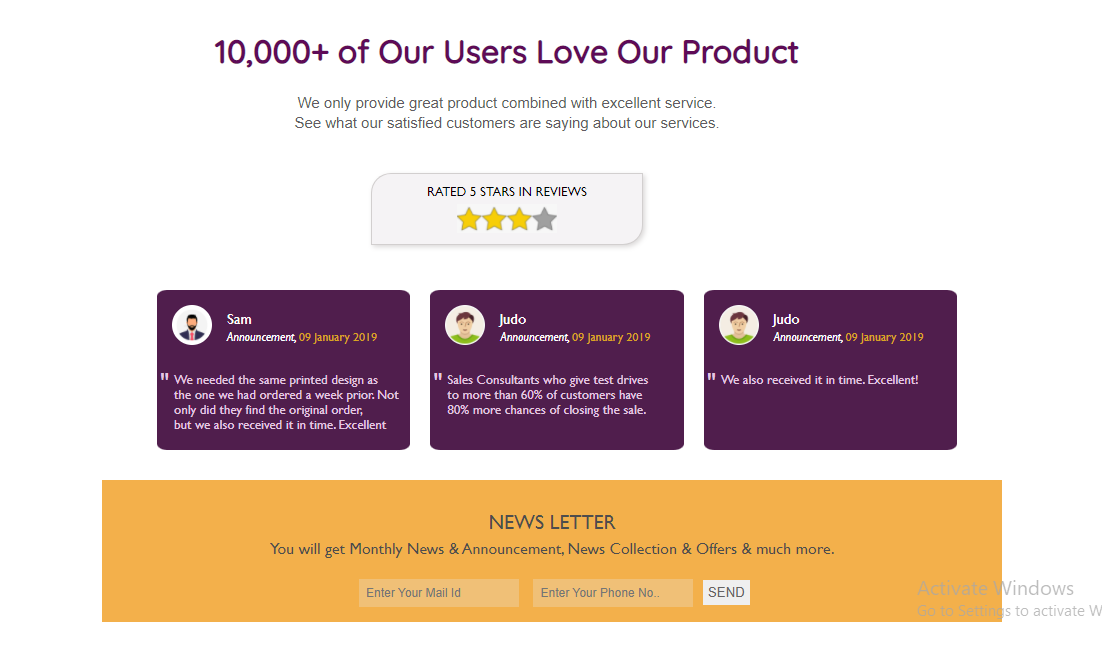 10,000+ of Our Users Love Our Product
We only provide great product combined with excellent service.
See what our satisfied customers are saying about our services.
RATED 5 STARS IN REVIEWS
Sam
Announcement, 09 January 2019
" We needed the same printed design as
the one we had ordered a week prior. Not
only did they find the original order,
but we also received it in time. Excellent
Judo
Announcement, 09 January 2019
" Sales Consultants who give test drives
to more than 60% of customers have
80% more chances of closing the sale.
Judo
Announcement, 09 January 2019
" We also received it in time. Excellent!
NEWS LETTER
You will get Monthly News & Announcement, News Collection & Offers & much more.
Enter Your Mail Id
Enter Your Phone No..
SEND
Activate Windows
Go to Settings to activate W